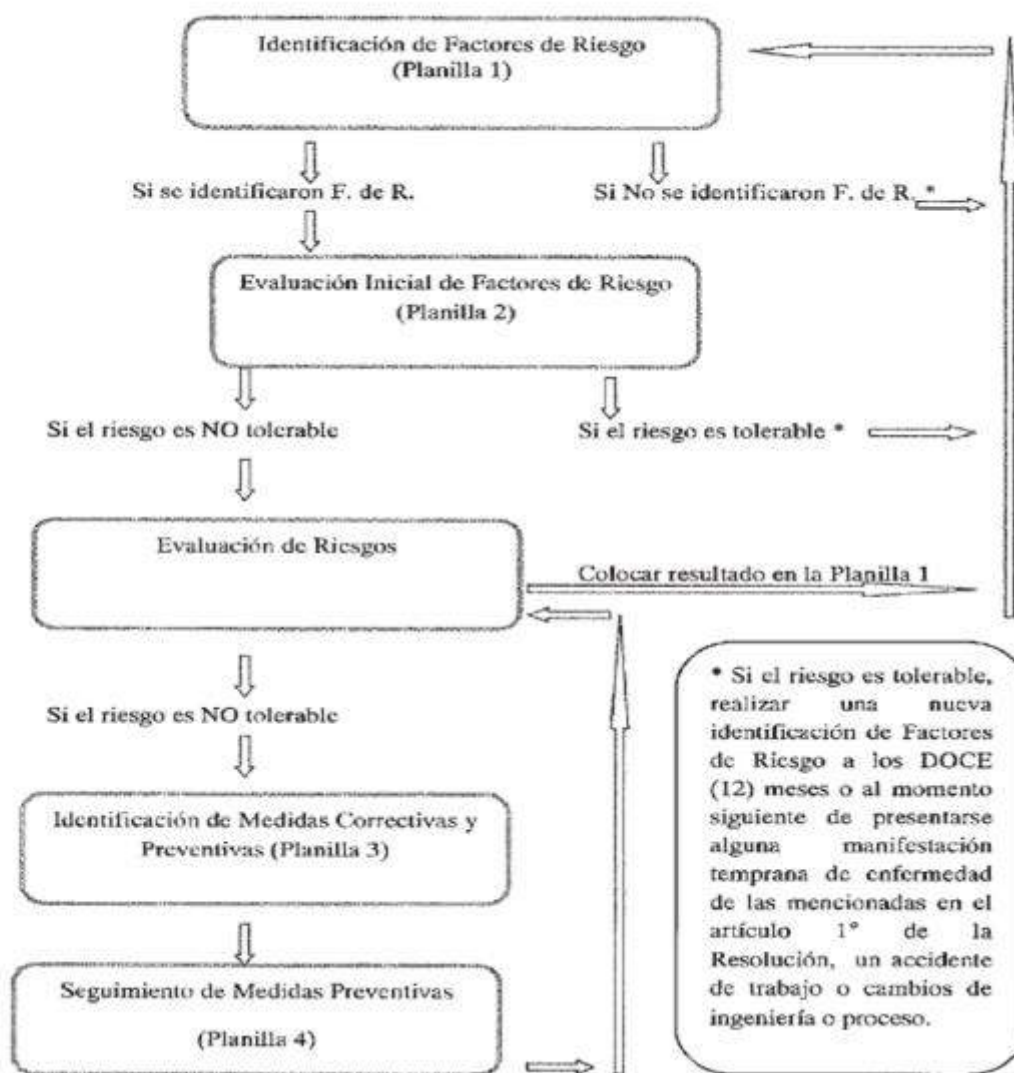 Identificación de Factores de Riesgo
(Planilla 1)
Si se identificaron F. de R.
Si No se identificaron F. de R. *
Evaluación Inicial de Factores de Riesgo
(Planilla 2)
Si el riesgo es NO tolerable
Si el riesgo es tolerable *
Evaluación de Riesgos
Colocar resultado en la Planilla 1
Si el riesgo es NO tolerable
Identificación de Medidas Correctivas y
Preventivas (Planilla 3)
Seguimiento de Medidas Preventivas
(Planilla 4)
* Si el riesgo es tolerable,
realizar una nueva
identificación de Factores
de Riesgo a los DOCE
(12) meses o al momento
siguiente de presentarse
alguna manifestación
temprana de enfermedad
de las mencionadas en el
artículo 1° de la
Resolución, un accidente
de trabajo o cambios de
ingeniería o proceso.